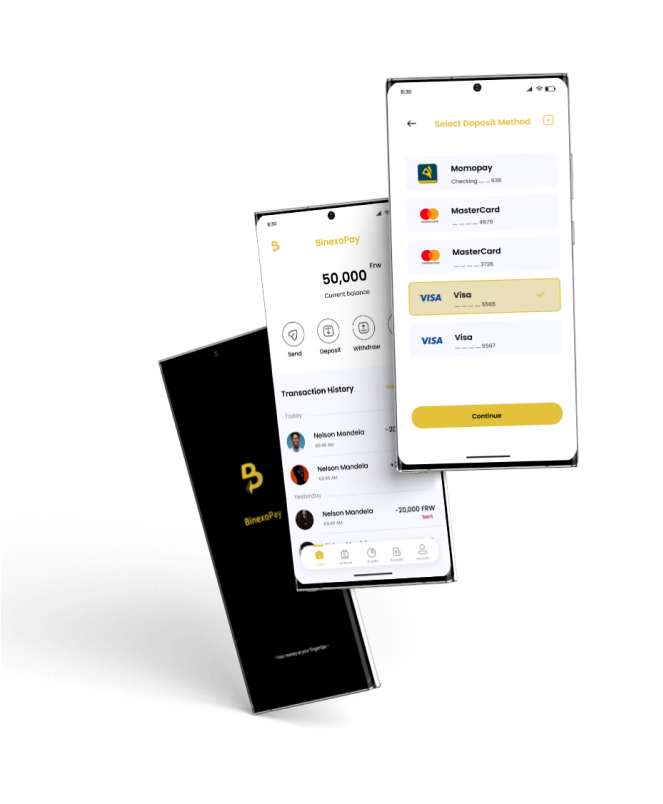 8:30
Select Deposit Method
Momopay
Checking .... ... 636
MasterCard
.... .... .... .... 4679
MasterCard
.... .... .... .... 3726
VISA
Visa
.... .... .... .... 5565
VISA
Visa
.... .... .... .... 5567
Continue
8:30
BinexoPay
50,000 Frw
Current balance
Send
Deposit
Withdraw
Transaction History
Today
Nelson Mandela
-20
Nelson Mandela
Yesterday
Nelson Mandela
-20,000 FRW
Sent
BinexoPay
-Your money at your fingertips-